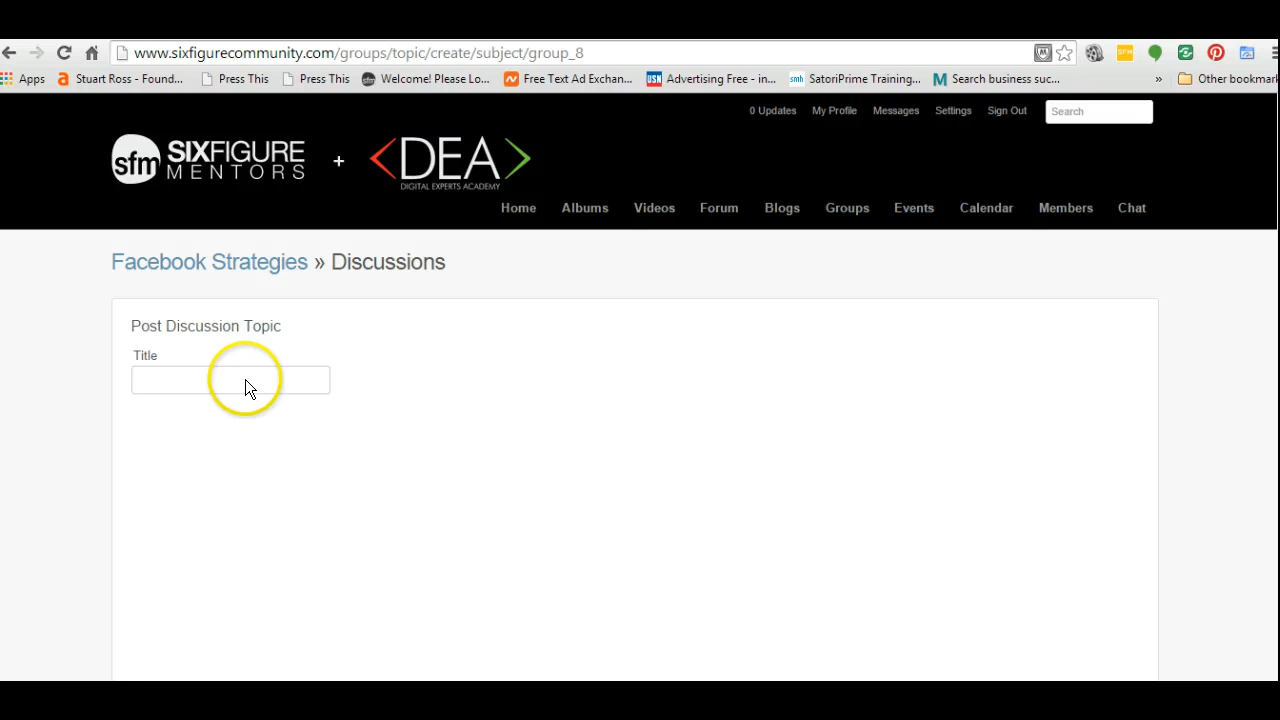 www.sixfigurecommunity.com/groups/topic/create/subject/group_8
Apps Stuart Ross - Found... Press This Press This Welcome! Please Lo... Free Text Ad Exchan... USN Advertising Free - in... smh SatoriPrime Training... M Search business suc... » Other bookmark
0 Updates My Profile Messages Settings Sign Out Search
sfm SIXFIGURE MENTORS + <DEA> DIGITAL EXPERTS ACADEMY
Home Albums Videos Forum Blogs Groups Events Calendar Members Chat
Facebook Strategies » Discussions
Post Discussion Topic
Title